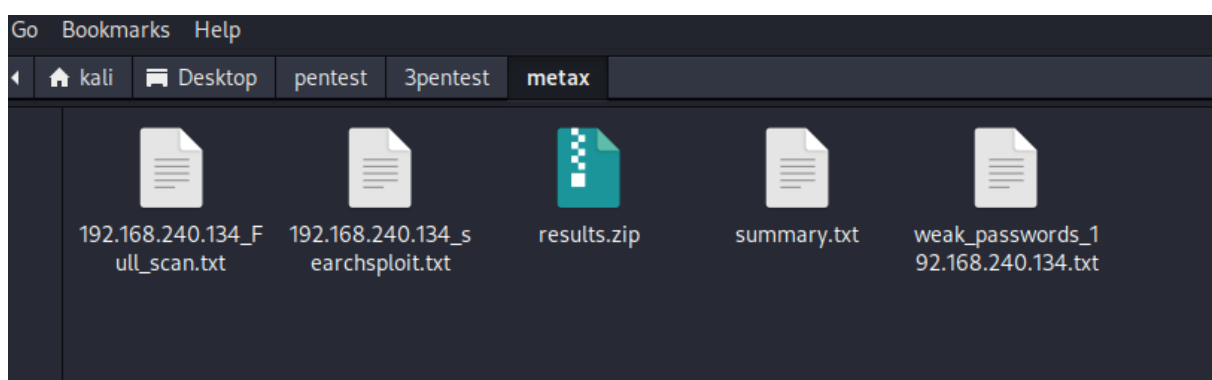 Go Bookmarks Help
kali Desktop pentest 3pentest metax
192.168.240.134_F
ull_scan.txt
192.168.240.134_s
earchsploit.txt
results.zip
summary.txt
weak_passwords_1
92.168.240.134.txt